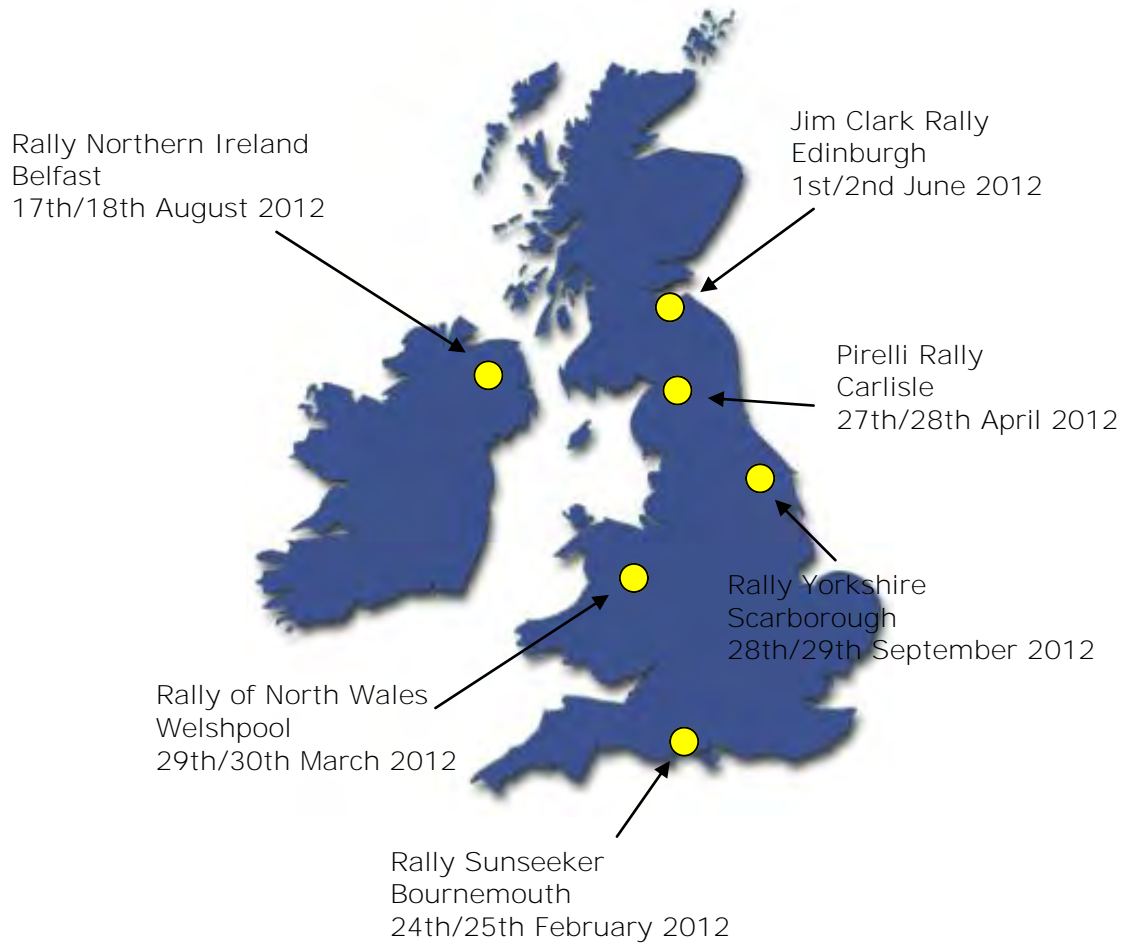 Jim Clark Rally
Edinburgh
1st/2nd June 2012
Rally Northern Ireland
Belfast
17th/18th August 2012
Pirelli Rally
Carlisle
27th/28th April 2012
Rally Yorkshire
Scarborough
28th/29th September 2012
Rally of North Wales
Welshpool
29th/30th March 2012
Rally Sunseeker
Bournemouth
24th/25th February 2012